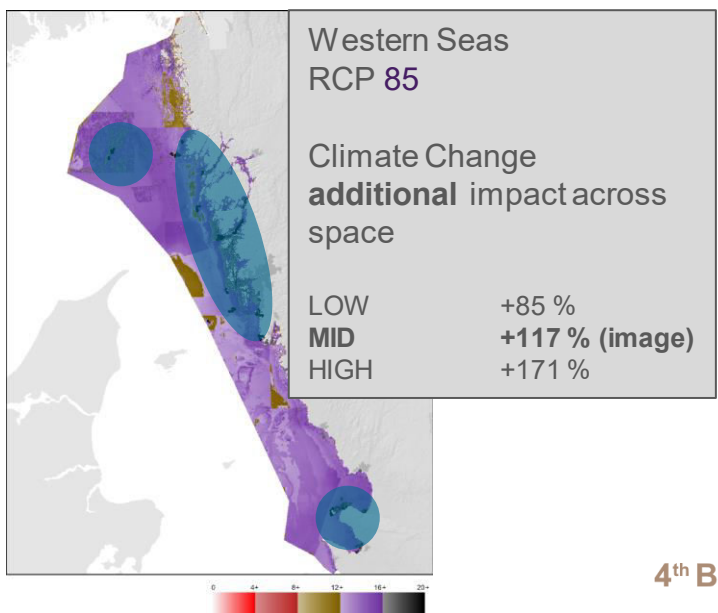 Western Seas
RCP 85
Climate Change
additional impact across
space
LOW +85 %
MID +117 % (image)
HIGH +171 %
4th B
0 4+ 8+ 12+ 16+ 20+